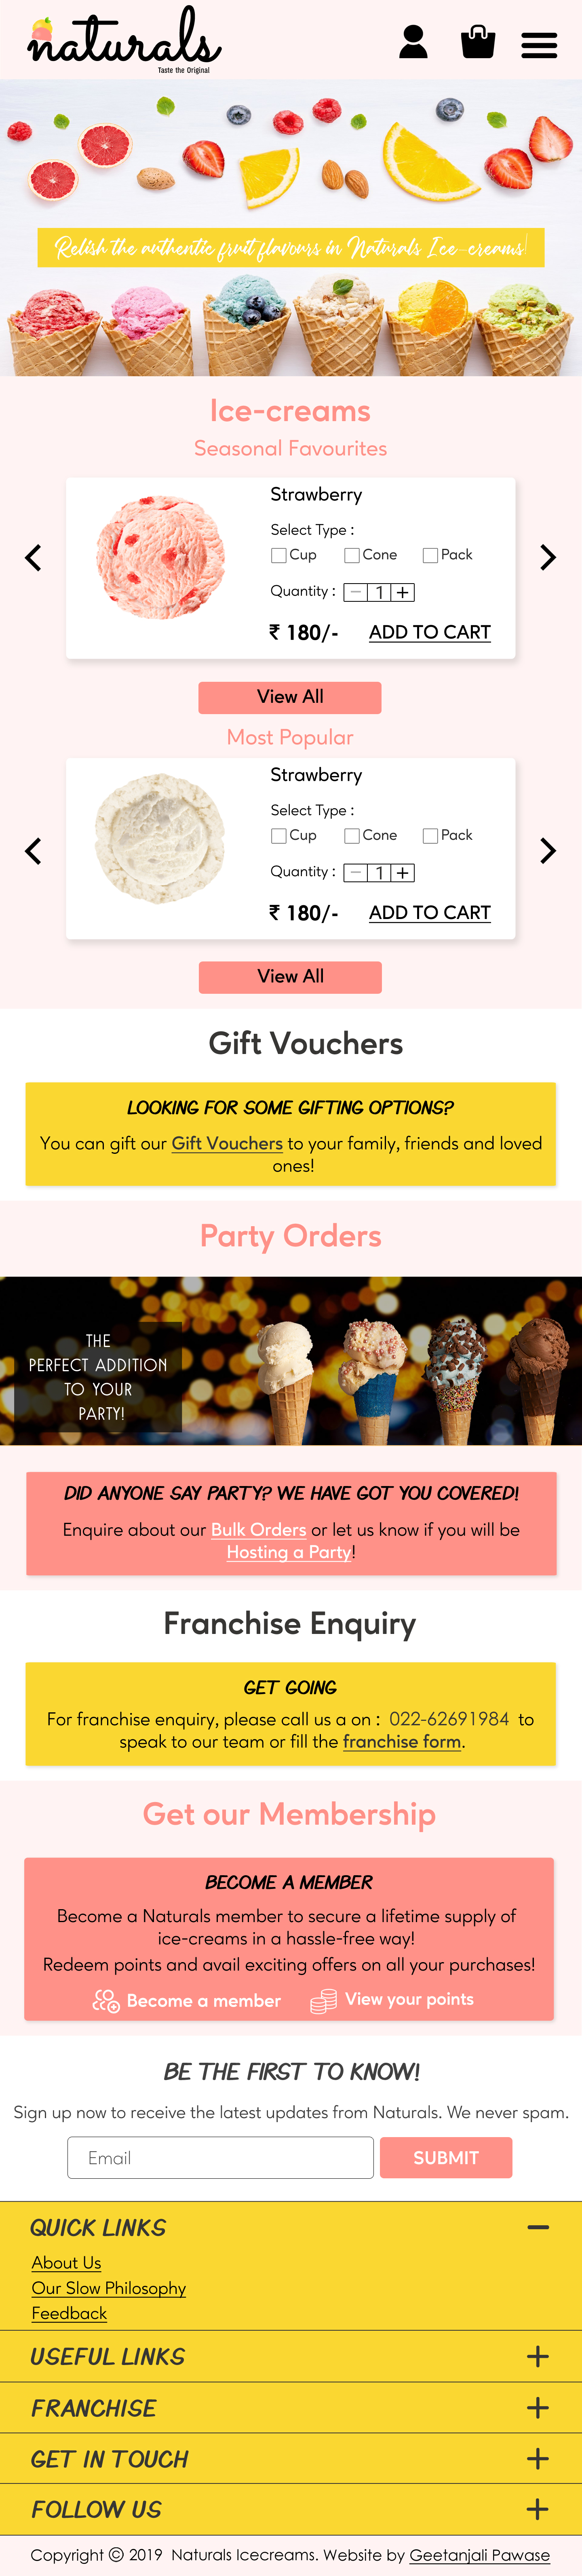 naturals
Taste the Original
Relish the authentic fruit flavours in Naturals Ice-creams!
Ice-creams
Seasonal Favourites
Strawberry
Select Type :
Cup Cone Pack
Quantity : − 1 +
₹ 180/- ADD TO CART
View All
Most Popular
Strawberry
Select Type :
Cup Cone Pack
Quantity : − 1 +
₹ 180/- ADD TO CART
View All
Gift Vouchers
LOOKING FOR SOME GIFTING OPTIONS?
You can gift our Gift Vouchers to your family, friends and loved
ones!
Party Orders
THE
PERFECT ADDITION
TO YOUR
PARTY!
DID ANYONE SAY PARTY? WE HAVE GOT YOU COVERED!
Enquire about our Bulk Orders or let us know if you will be
Hosting a Party!
Franchise Enquiry
GET GOING
For franchise enquiry, please call us a on : 022-62691984 to
speak to our team or fill the franchise form.
Get our Membership
BECOME A MEMBER
Become a Naturals member to secure a lifetime supply of
ice-creams in a hassle-free way!
Redeem points and avail exciting offers on all your purchases!
Become a member View your points
BE THE FIRST TO KNOW!
Sign up now to receive the latest updates from Naturals. We never spam.
Email SUBMIT
QUICK LINKS
About Us
Our Slow Philosophy
Feedback
USEFUL LINKS
FRANCHISE
GET IN TOUCH
FOLLOW US
Copyright © 2019 Naturals Icecreams. Website by Geetanjali Pawase